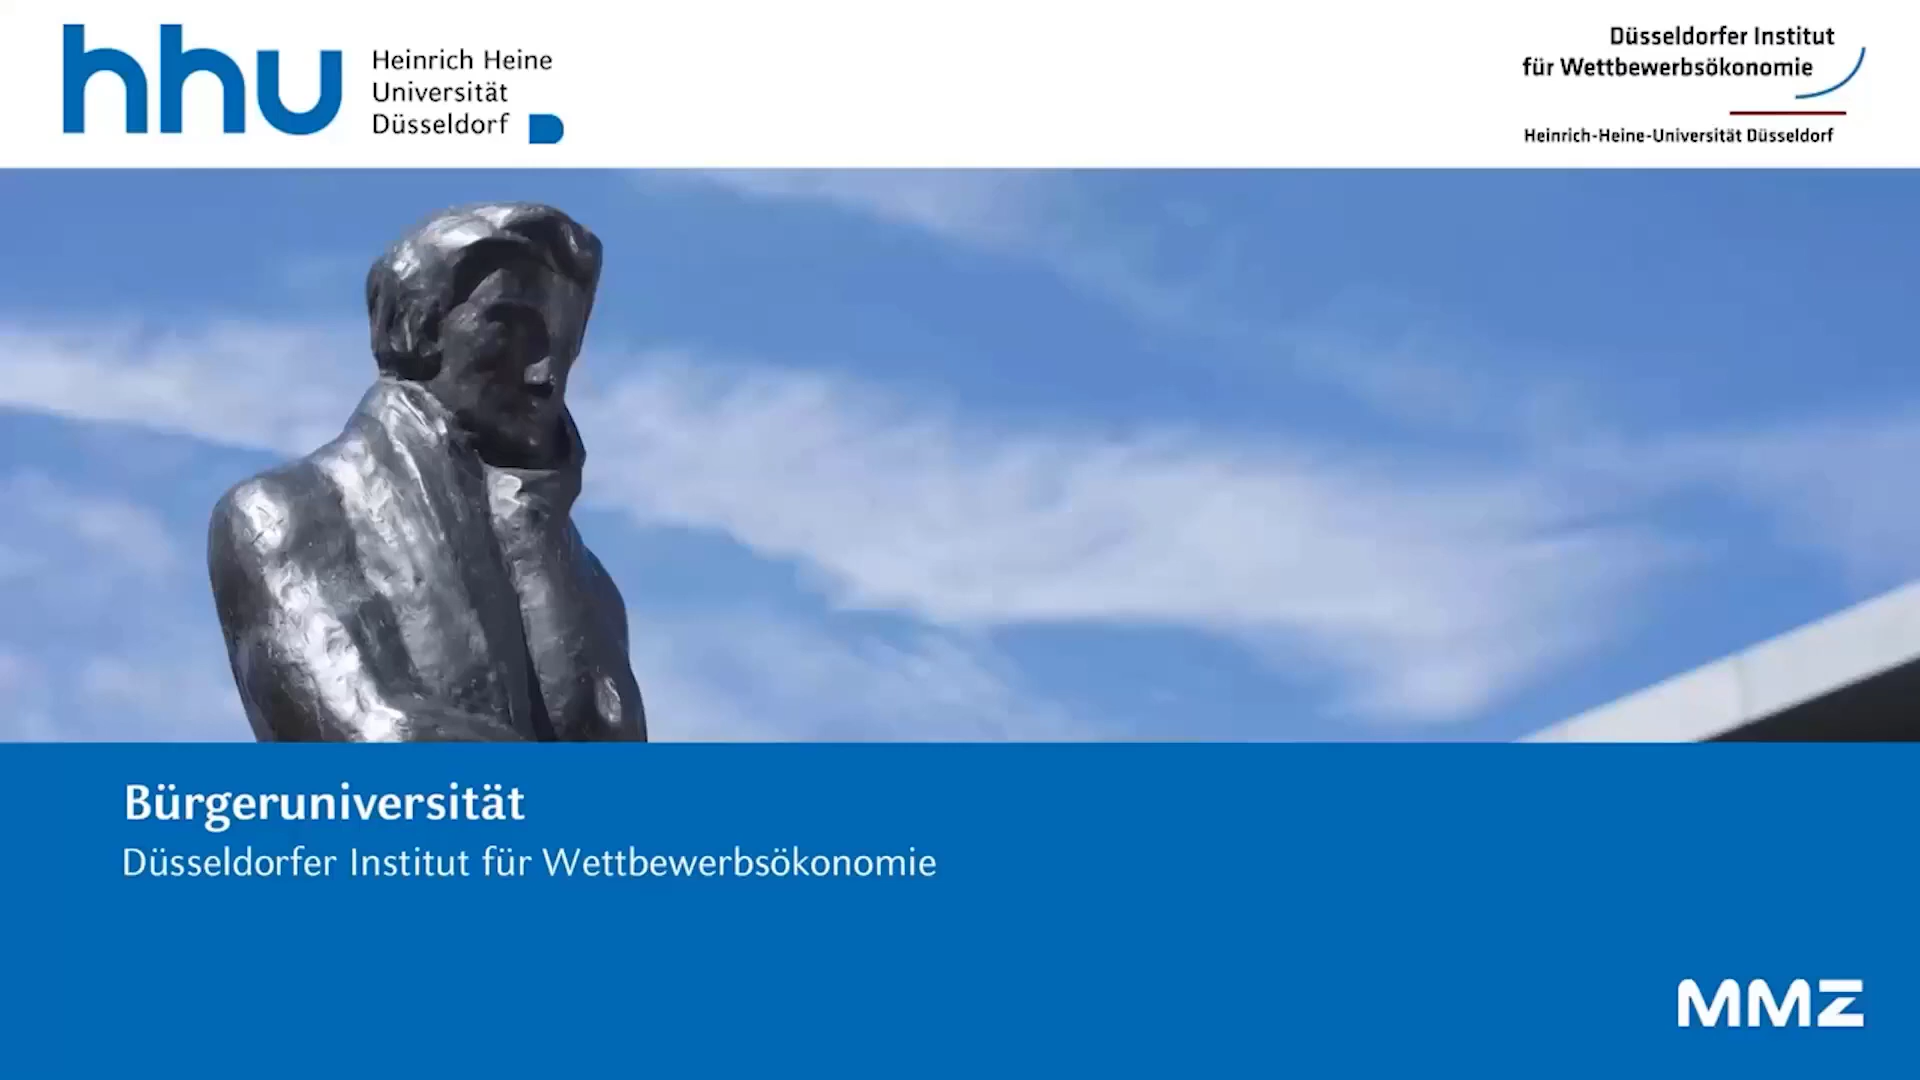 hhu
Heinrich Heine
Universität
Düsseldorf
Düsseldorfer Institut
für Wettbewerbsökonomie
Heinrich-Heine-Universität Düsseldorf
Bürgeruniversität
Düsseldorfer Institut für Wettbewerbsökonomie
MMZ